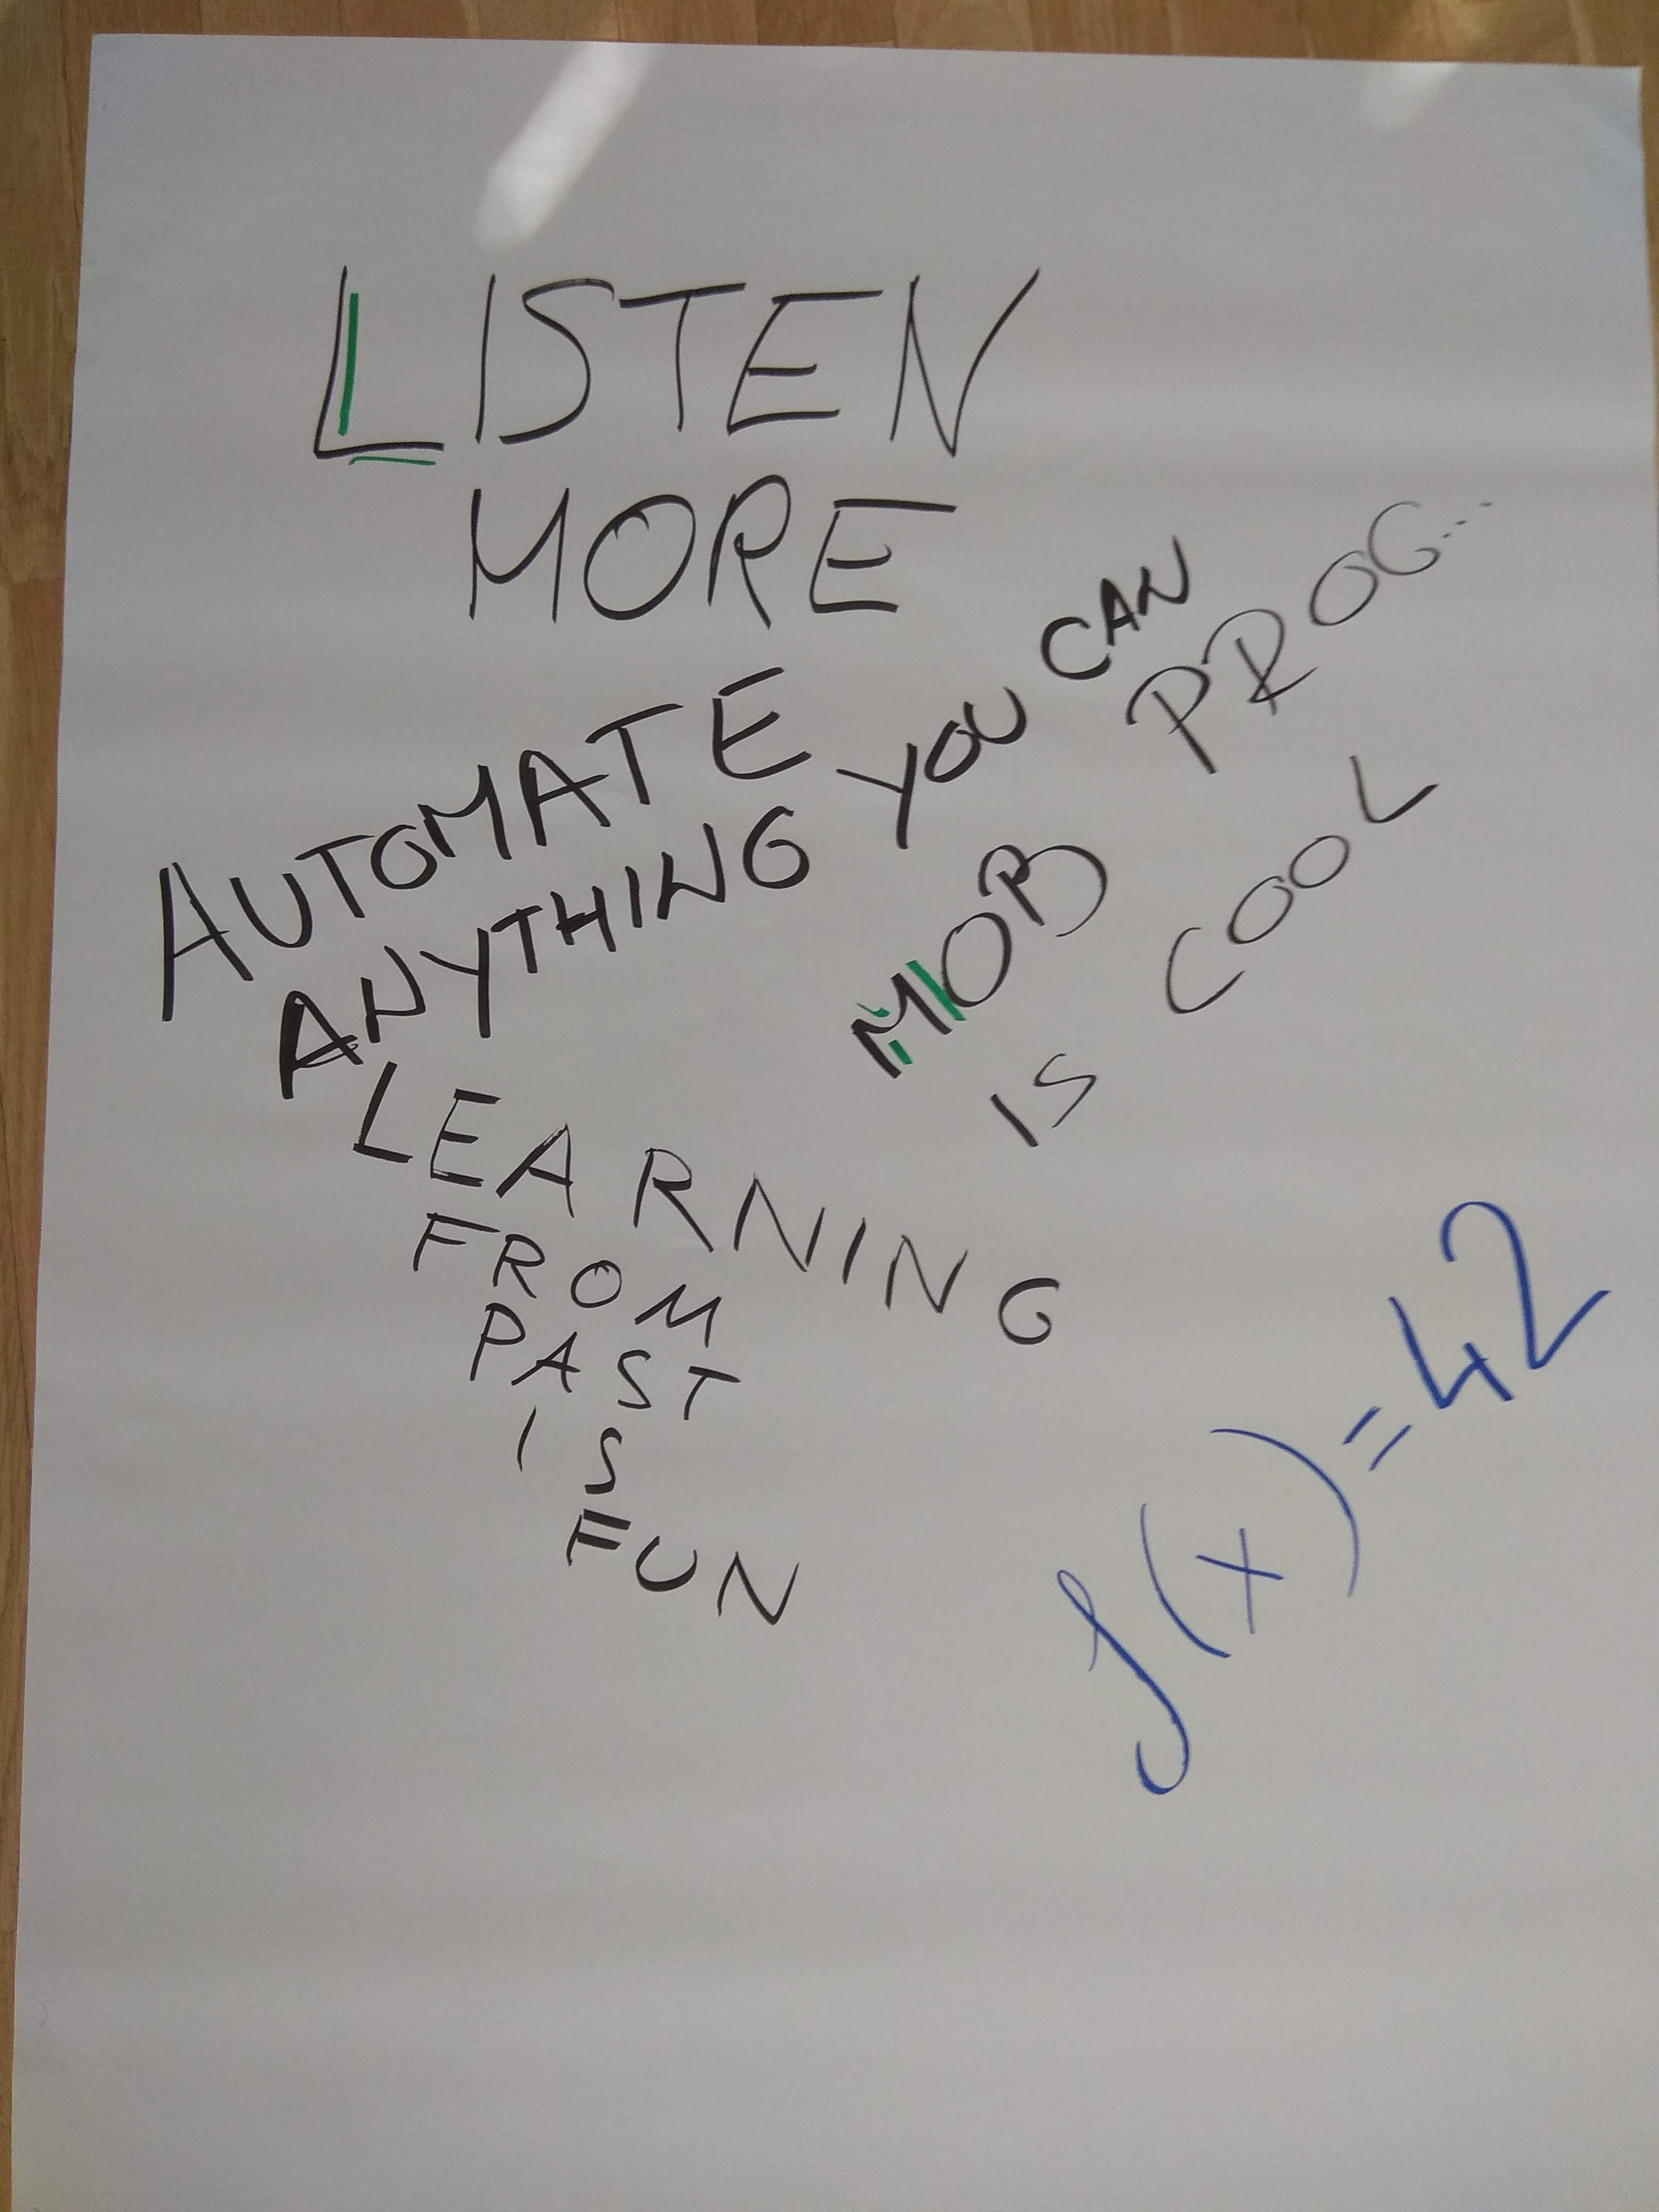 LISTEN
MORE
AUTOMATE
ANYTHING YOU CAN
MOB PROG...
IS COOL
LEARNING
FROM
PAST
IS
FUN
f(x)=42